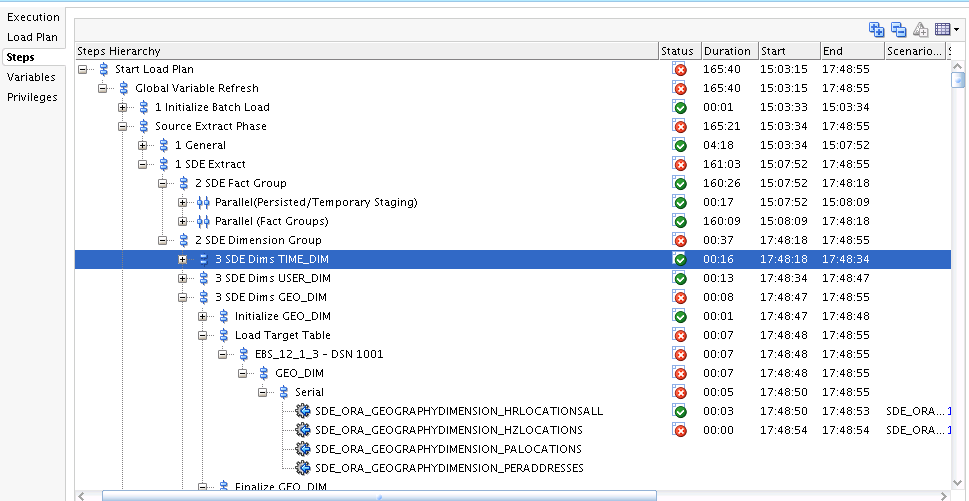 Execution
Load Plan
Steps
Variables
Privileges
Steps Hierarchy Status Duration Start End Scenario... S
Start Load Plan 165:40 15:03:15 17:48:55
Global Variable Refresh 165:40 15:03:15 17:48:55
1 Initialize Batch Load 00:01 15:03:33 15:03:34
Source Extract Phase 165:21 15:03:34 17:48:55
1 General 04:18 15:03:34 15:07:52
1 SDE Extract 161:03 15:07:52 17:48:55
2 SDE Fact Group 160:26 15:07:52 17:48:18
Parallel(Persisted/Temporary Staging) 00:17 15:07:52 15:08:09
Parallel (Fact Groups) 160:09 15:08:09 17:48:18
2 SDE Dimension Group 00:37 17:48:18 17:48:55
3 SDE Dims TIME_DIM 00:16 17:48:18 17:48:34
3 SDE Dims USER_DIM 00:13 17:48:34 17:48:47
3 SDE Dims GEO_DIM 00:08 17:48:47 17:48:55
Initialize GEO_DIM 00:01 17:48:47 17:48:48
Load Target Table 00:07 17:48:48 17:48:55
EBS_12_1_3 - DSN 1001 00:07 17:48:48 17:48:55
GEO_DIM 00:07 17:48:48 17:48:55
Serial 00:05 17:48:50 17:48:55
SDE_ORA_GEOGRAPHYDIMENSION_HRLOCATIONSALL 00:03 17:48:50 17:48:53 SDE_ORA... 1
SDE_ORA_GEOGRAPHYDIMENSION_HZLOCATIONS 00:00 17:48:54 17:48:54 SDE_ORA... 1
SDE_ORA_GEOGRAPHYDIMENSION_PALOCATIONS
SDE_ORA_GEOGRAPHYDIMENSION_PERADDRESSES
Finalize GEO_DIM